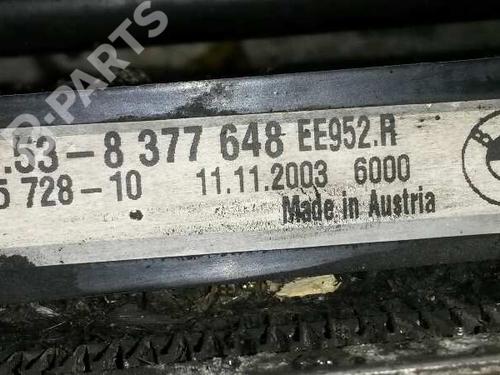 .53-8 377 648 EE952.R
5 728-10 11.11.2003 6000
Made in Austria
B-PARTS